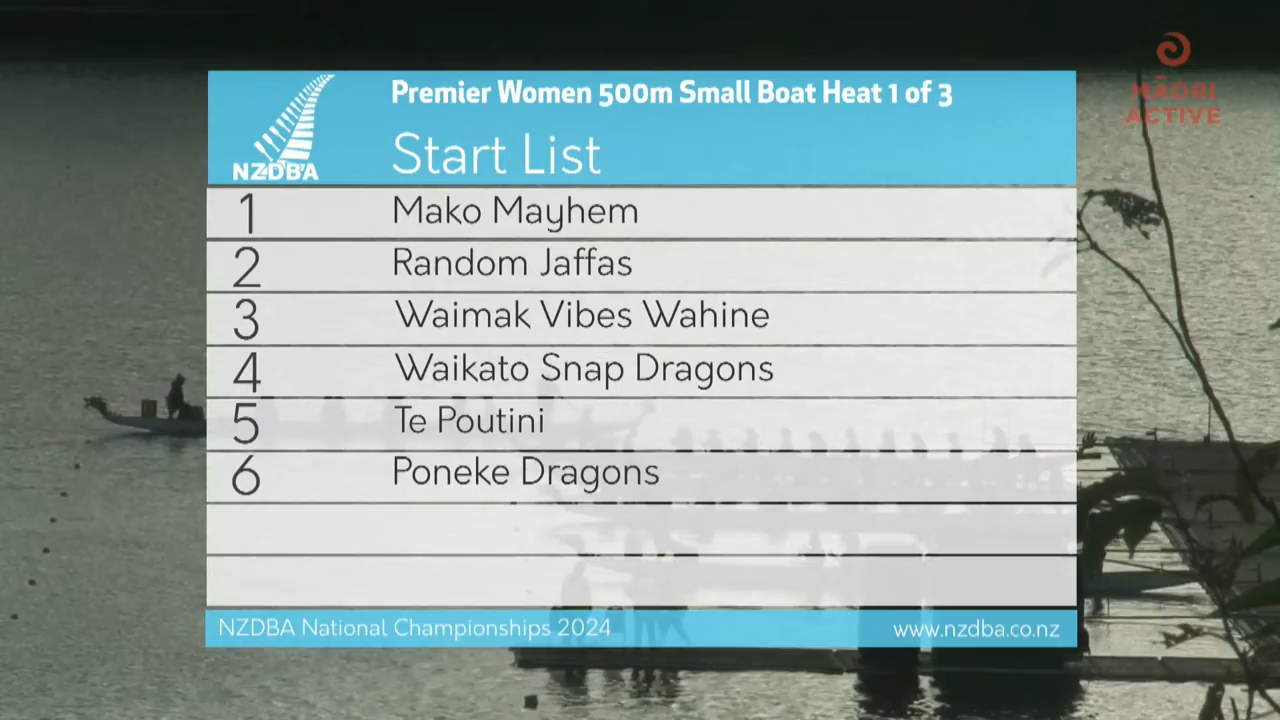 Premier Women 500m Small Boat Heat 1 of 3
Start List
NZDBA
MĀORI
ACTIVE
1 Mako Mayhem
2 Random Jaffas
3 Waimak Vibes Wahine
4 Waikato Snap Dragons
5 Te Poutini
6 Poneke Dragons
NZDBA National Championships 2024
www.nzdba.co.nz